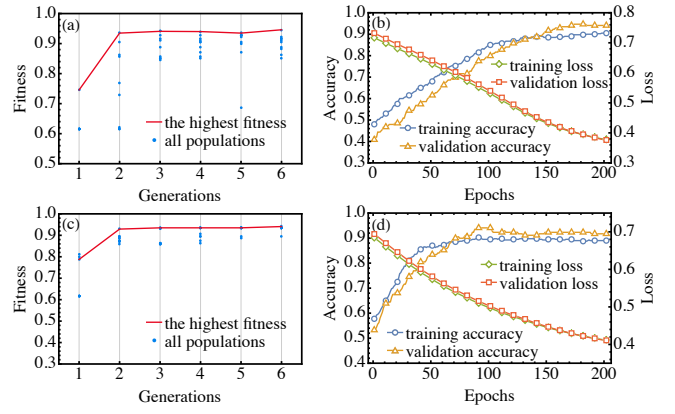 (a)
Fitness
1.0
0.9
0.8
0.7
0.6
0.5
the highest fitness
all populations
1 2 3 4 5 6
Generations
(b)
Accuracy
1.0
0.9
0.8
0.7
0.6
0.5
0.4
0.3
training loss
validation loss
training accuracy
validation accuracy
0.8
0.7
0.6
0.5
0.4
0.3
Loss
0 50 100 150 200
Epochs
(c)
Fitness
1.0
0.9
0.8
0.7
0.6
0.5
0.4
0.3
the highest fitness
all populations
1 2 3 4 5 6
Generations
(d)
Accuracy
1.0
0.9
0.8
0.7
0.6
0.5
0.4
training loss
validation loss
training accuracy
validation accuracy
0.7
0.6
0.5
0.4
Loss
0 50 100 150 200
Epochs